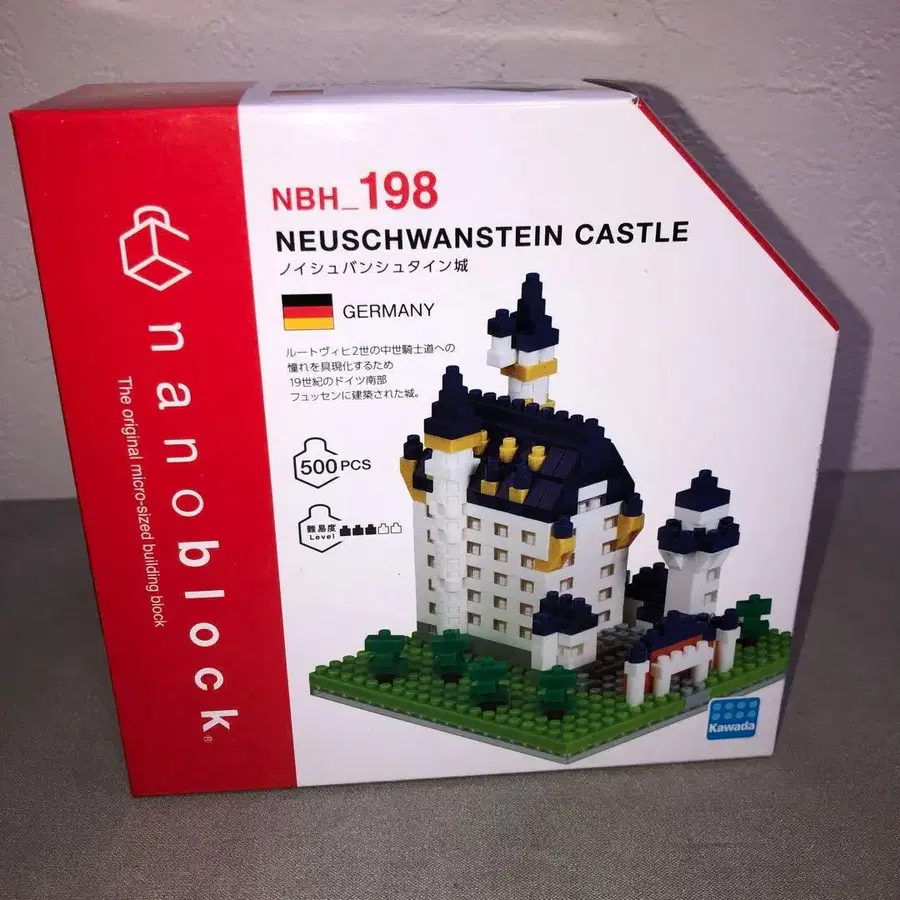 nanoblock®
The original micro-sized building block
NBH_198
NEUSCHWANSTEIN CASTLE
ノイシュバンシュタイン城
GERMANY
ルートヴィヒ2世の中世騎士道への
憧れを具現化するため
19世紀のドイツ南部
フュッセンに建築された城。
500 PCS
難易度
Level
Kawada